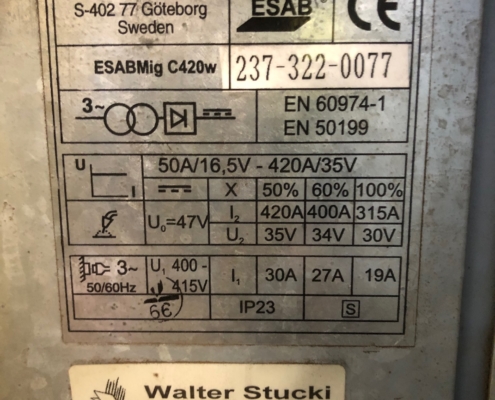 S-402 77 Göteborg
Sweden
ESAB
CE
ESABMig C420w
237-322-0077
3~
EN 60974-1
EN 50199
U
I
50A/16,5V - 420A/35V
X 50% 60% 100%
U₀=47V
I₂ 420A 400A 315A
U₂ 35V 34V 30V
3~
50/60Hz
U₁ 400 -
415V
I₁ 30A 27A 19A
IP23
S
Walter Stucki